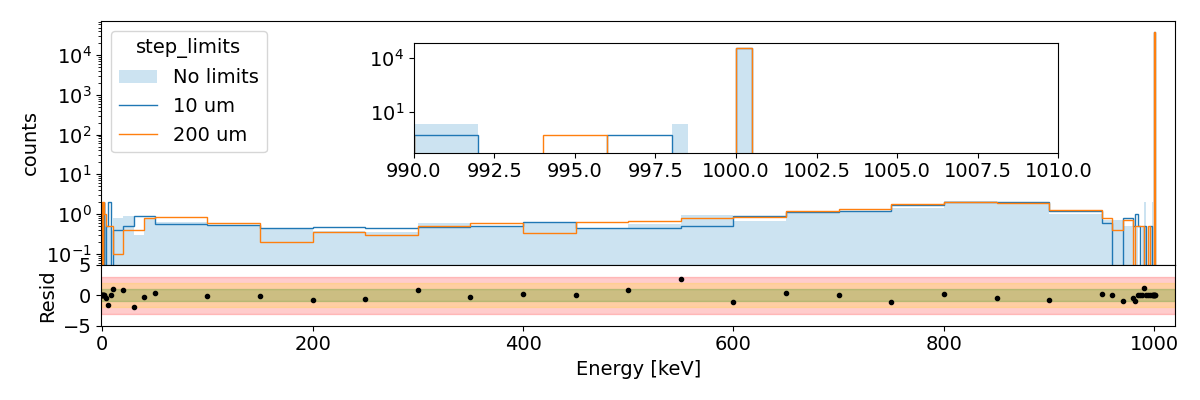 step_limits
No limits
10 um
200 um
counts
10⁴
10³
10²
10¹
10⁰
10⁻¹
10⁴
10¹
990.0 992.5 995.0 997.5 1000.0 1002.5 1005.0 1007.5 1010.0
Resid
5
0
−5
0 200 400 600 800 1000
Energy [keV]